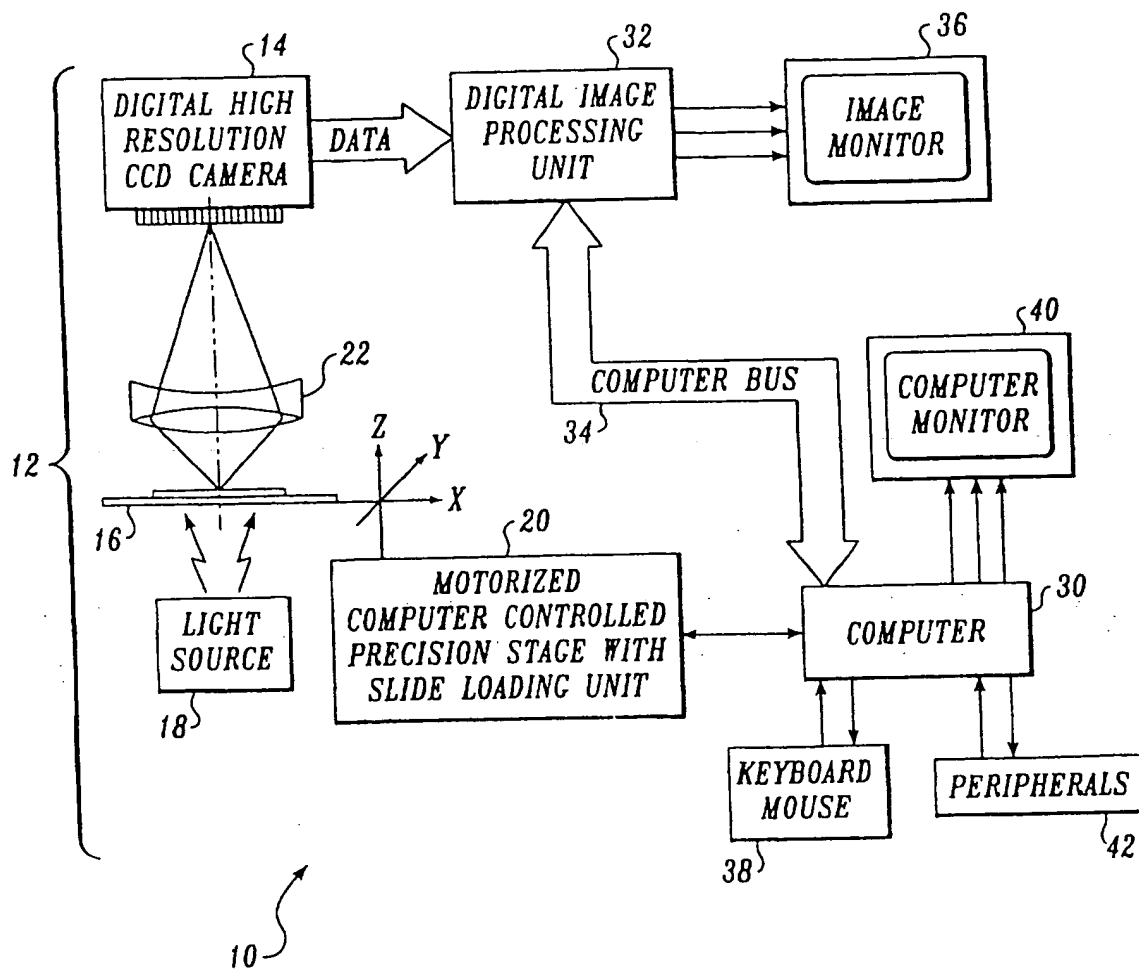 14
DIGITAL HIGH
RESOLUTION
CCD CAMERA
DATA
32
DIGITAL IMAGE
PROCESSING
UNIT
36
IMAGE
MONITOR
22
12
Z
Y
X
16
COMPUTER BUS
34
40
COMPUTER
MONITOR
20
MOTORIZED
COMPUTER CONTROLLED
PRECISION STAGE WITH
SLIDE LOADING UNIT
LIGHT
SOURCE
18
30
COMPUTER
KEYBOARD
MOUSE
38
PERIPHERALS
42
10